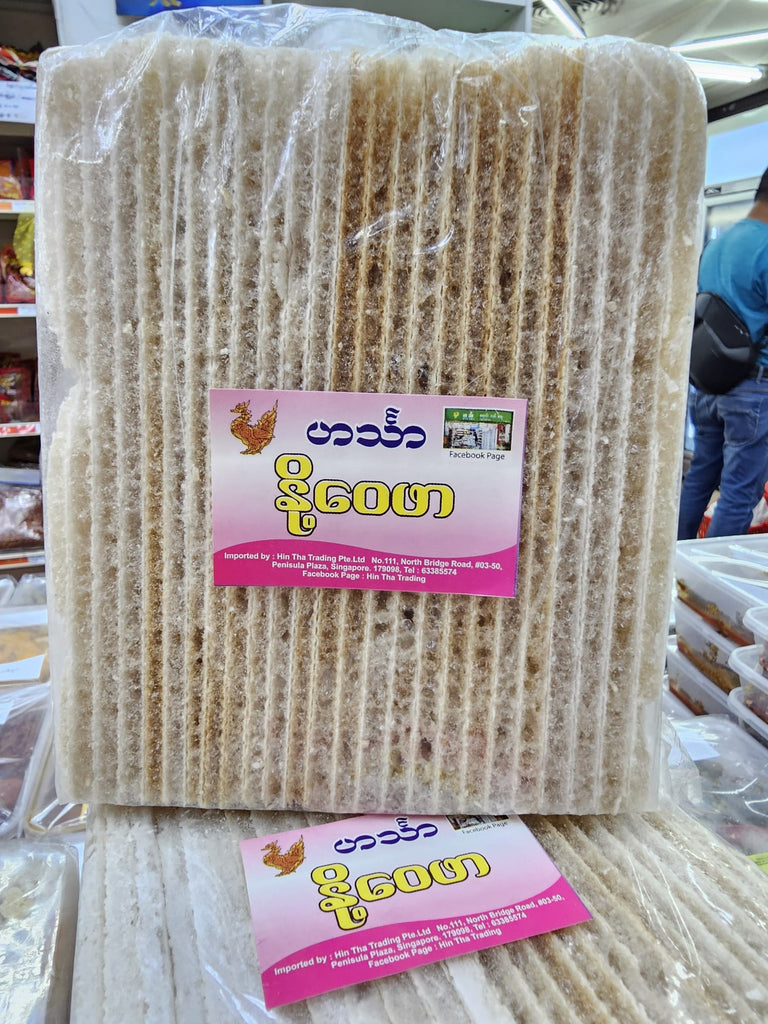 ဟင်္သာ
Facebook Page
နို့ဝေဖာ
Imported by : Hin Tha Trading Pte.Ltd No.111, North Bridge Road, #03-50,
Penisula Plaza, Singapore. 179098, Tel : 63385574
Facebook Page : Hin Tha Trading
ဟင်္သာ
Facebook Page
နို့ဝေဖာ
Imported by : Hin Tha Trading Pte.Ltd No.111, North Bridge Road, #03-50,
Penisula Plaza, Singapore. 179098, Tel : 63385574
Facebook Page : Hin Tha Trading